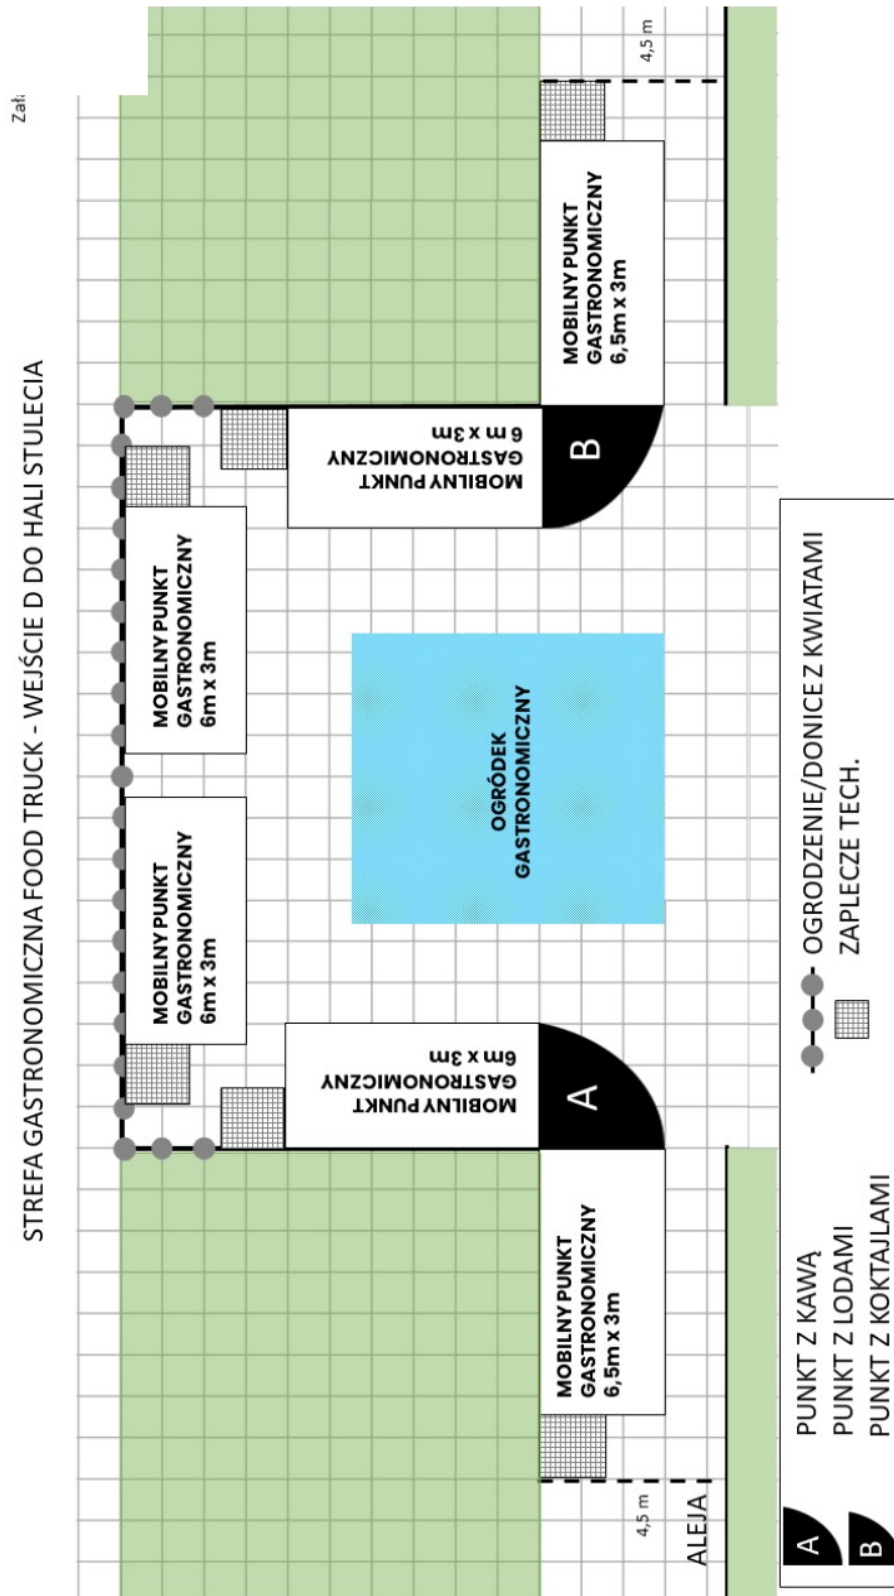 Zał
STREFA GASTRONOMICZNA FOOD TRUCK - WEJŚCIE D DO HALI STULECIA
MOBILNY PUNKT
GASTRONOMICZNY
6m x 3m
MOBILNY PUNKT
GASTRONOMICZNY
6m x 3m
MOBILNY PUNKT
GASTRONOMICZNY
6m x 3m
MOBILNY PUNKT
GASTRONOMICZNY
6 m x 3m
OGRÓDEK
GASTRONOMICZNY
A
B
MOBILNY PUNKT
GASTRONOMICZNY
6,5m x 3m
MOBILNY PUNKT
GASTRONOMICZNY
6,5m x 3m
4,5 m
4,5 m
ALEJA
A
PUNKT Z KAWĄ
PUNKT Z LODAMI
B
PUNKT Z KOKTAJLAMI
OGRODZENIE/DONICE Z KWIATAMI
ZAPLECZE TECH.